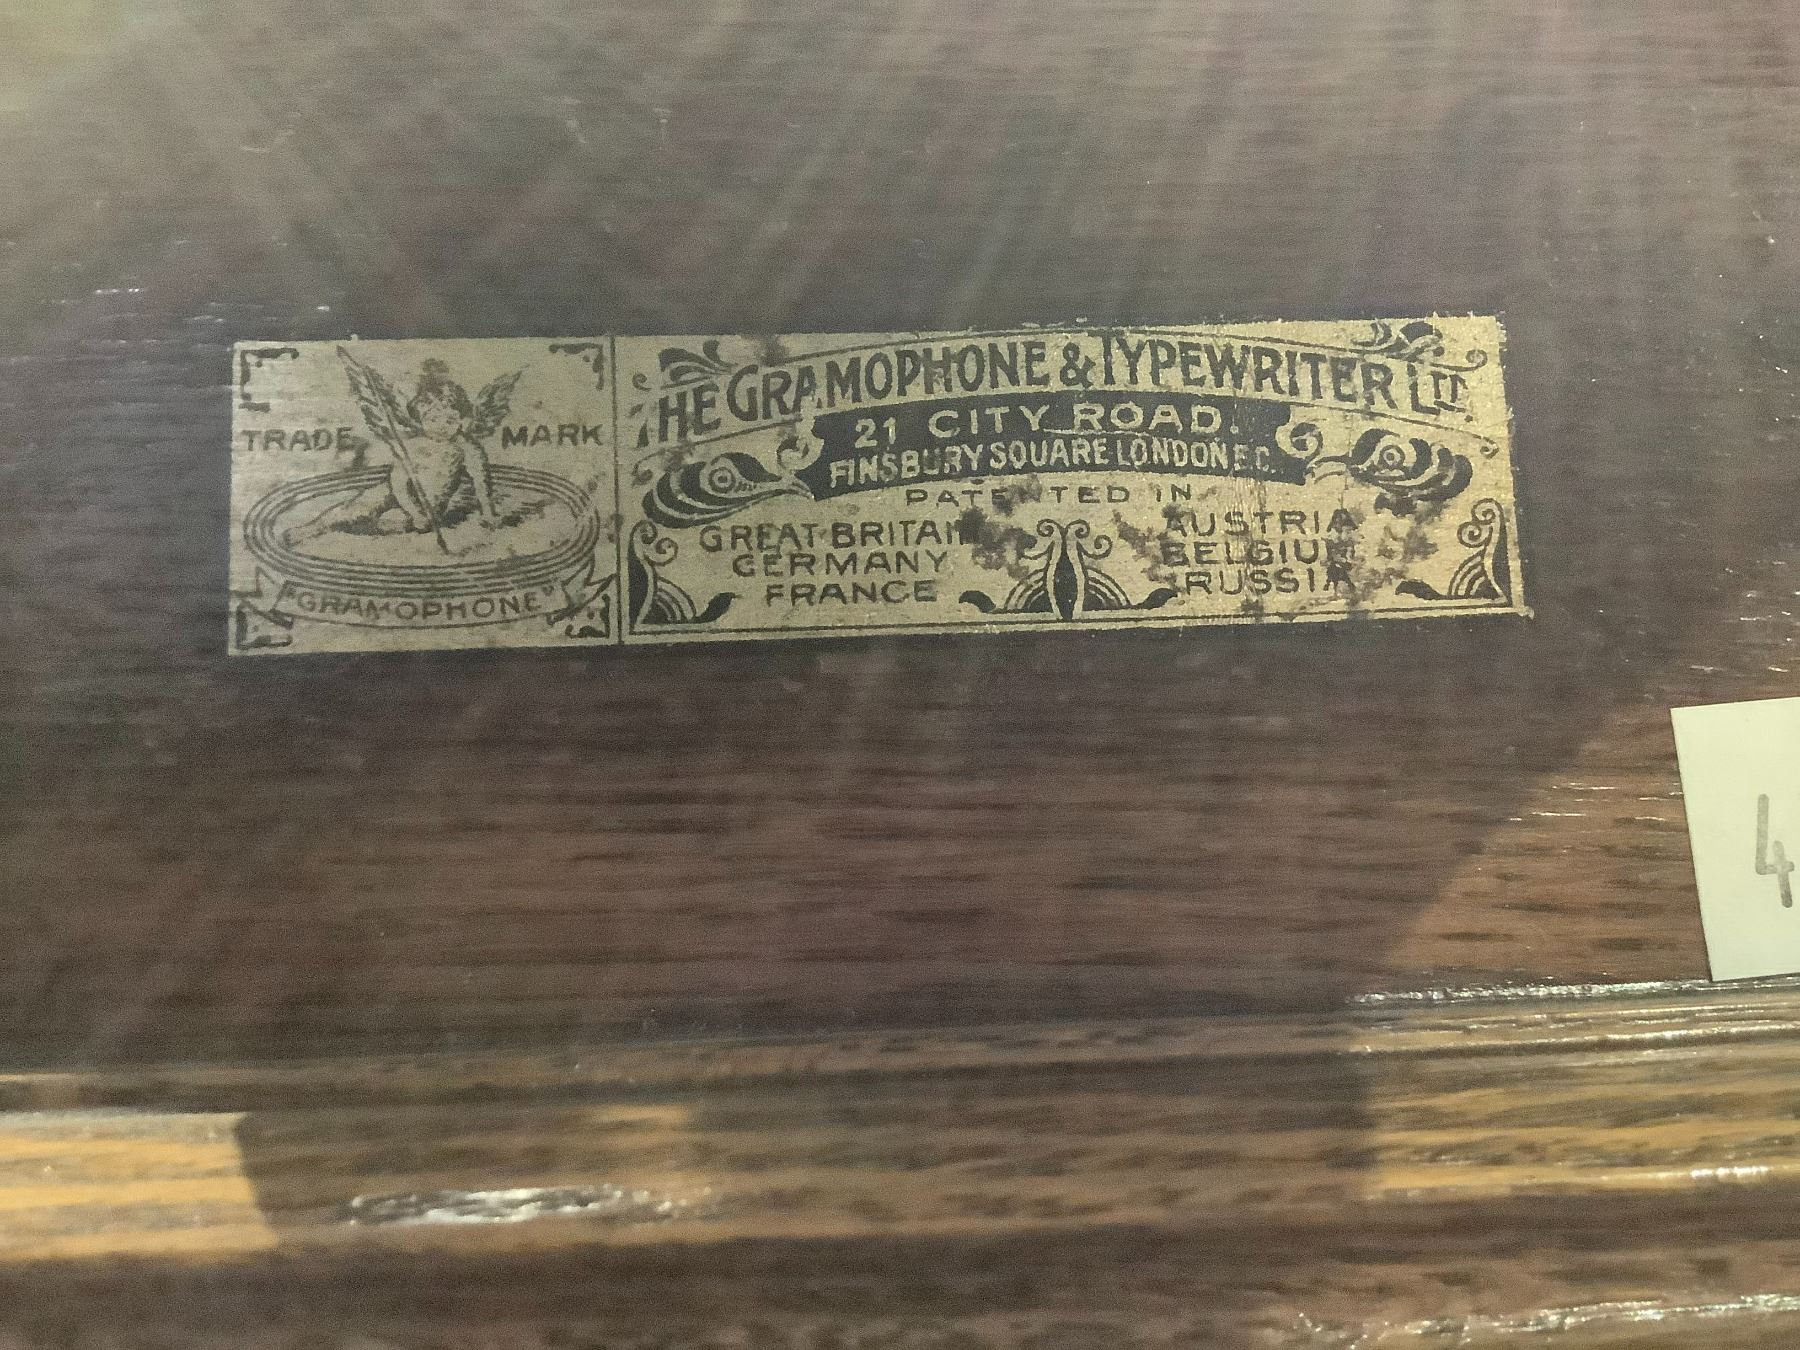 TRADE MARK
"GRAMOPHONE"
THE GRAMOPHONE & TYPEWRITER LTD.
21 CITY ROAD.
FINSBURY SQUARE LONDON E.C.
PATENTED IN
GREAT BRITAIN
GERMANY
FRANCE
AUSTRIA
BELGIUM
RUSSIA
4